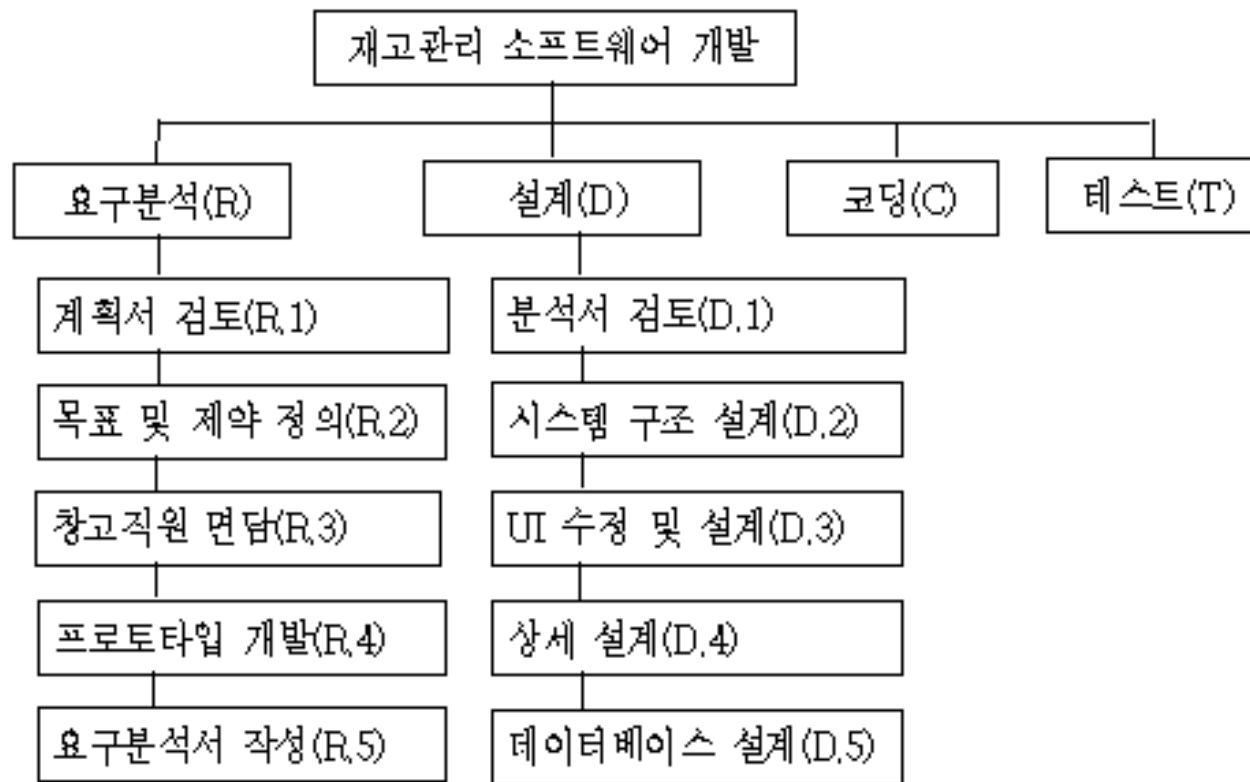 재고관리 소프트웨어 개발
요구분석(R)
설계(D)
코딩(C)
테스트(T)
계획서 검토(R,1)
목표 및 제약 정의(R,2)
창고직원 면담(R,3)
프로토타입 개발(R,4)
요구분석서 작성(R,5)
분석서 검토(D,1)
시스템 구조 설계(D,2)
UI 수정 및 설계(D,3)
상세 설계(D,4)
데이터베이스 설계(D,5)